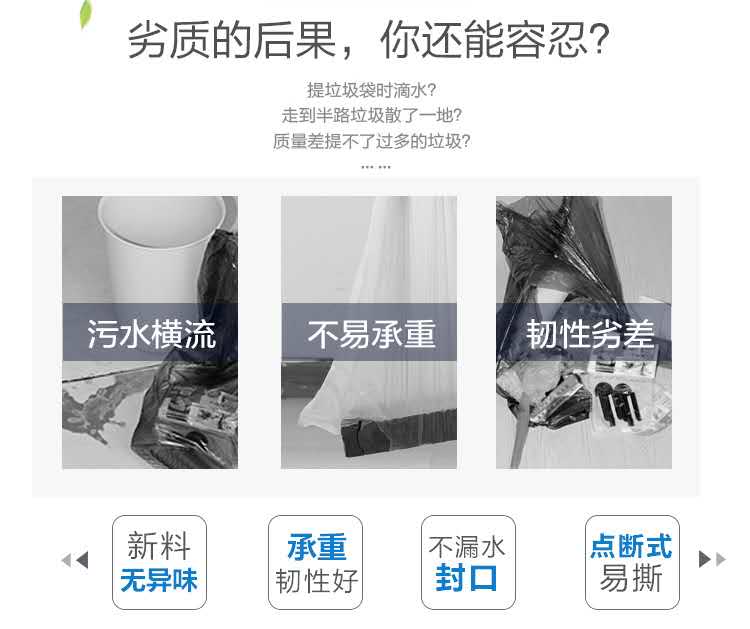 劣质的后果，你还能容忍？
提垃圾袋时滴水？
走到半路垃圾散了一地？
质量差提不了过多的垃圾？
... ...
污水横流
不易承重
韧性劣差
新料
无异味
承重
韧性好
不漏水
封口
点断式
易撕